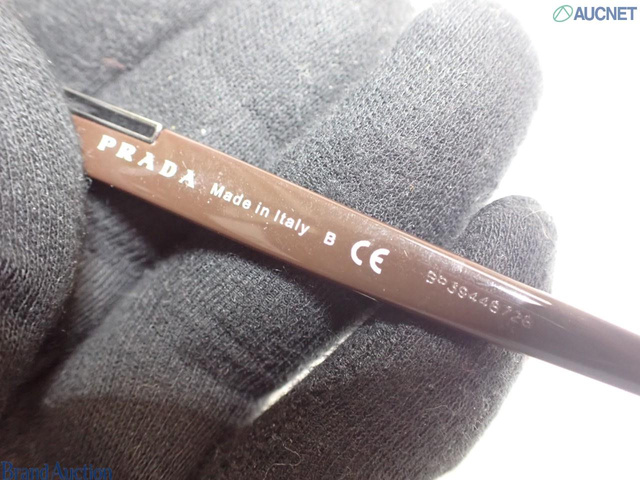 AUCNET
PRADA Made in Italy B CE
Brand Auction